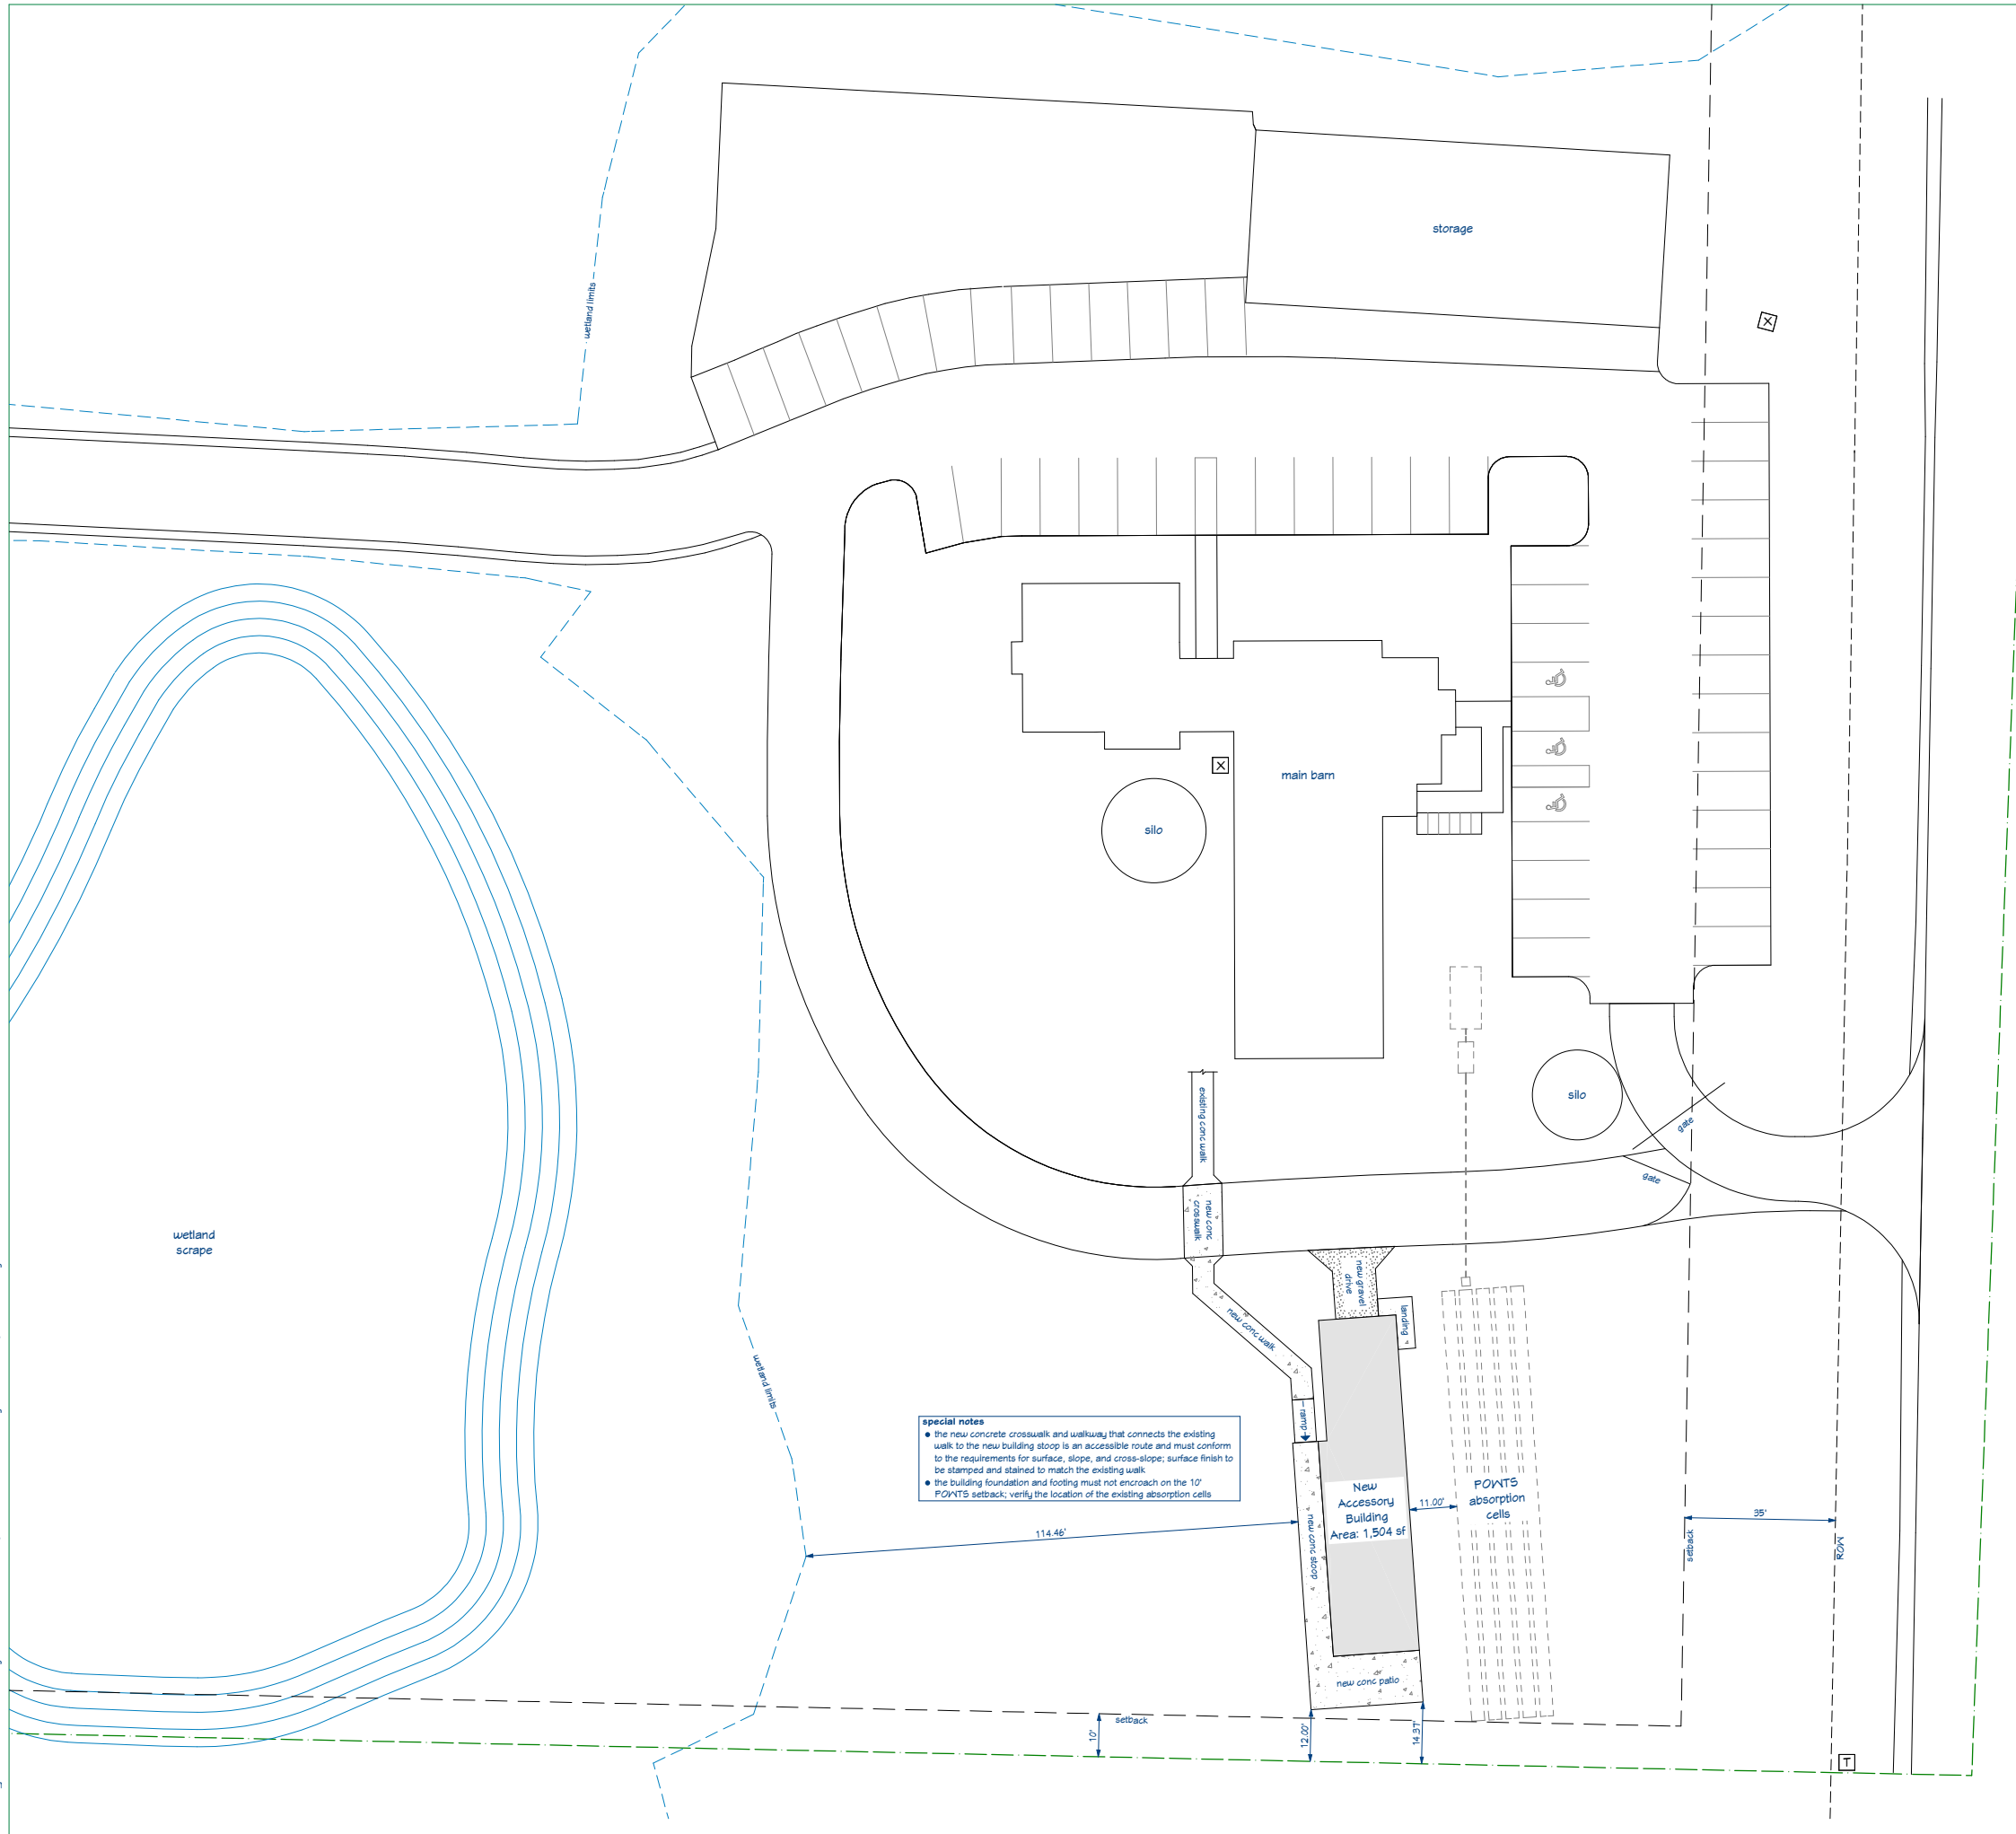 storage
wetland limits
X
main barn
X
silo
existing conc walk
silo
gate
gate
new conc
crosswalk
wetland
scrape
new gravel
drive
landing
new conc walk
wetland limits
ramp
special notes
● the new concrete crosswalk and walkway that connects the existing
walk to the new building stoop is an accessible route and must conform
to the requirements for surface, slope, and cross-slope; surface finish to
be stamped and stained to match the existing walk
● the building foundation and footing must not encroach on the 10'
POWTS setback; verify the location of the existing absorption cells
New
Accessory
Building
Area: 1,504 sf
POWTS
absorption
cells
11.00'
35'
114.46'
new conc stoop
setback
ROW
new conc patio
setback
10'
12.00'
14.37'
T